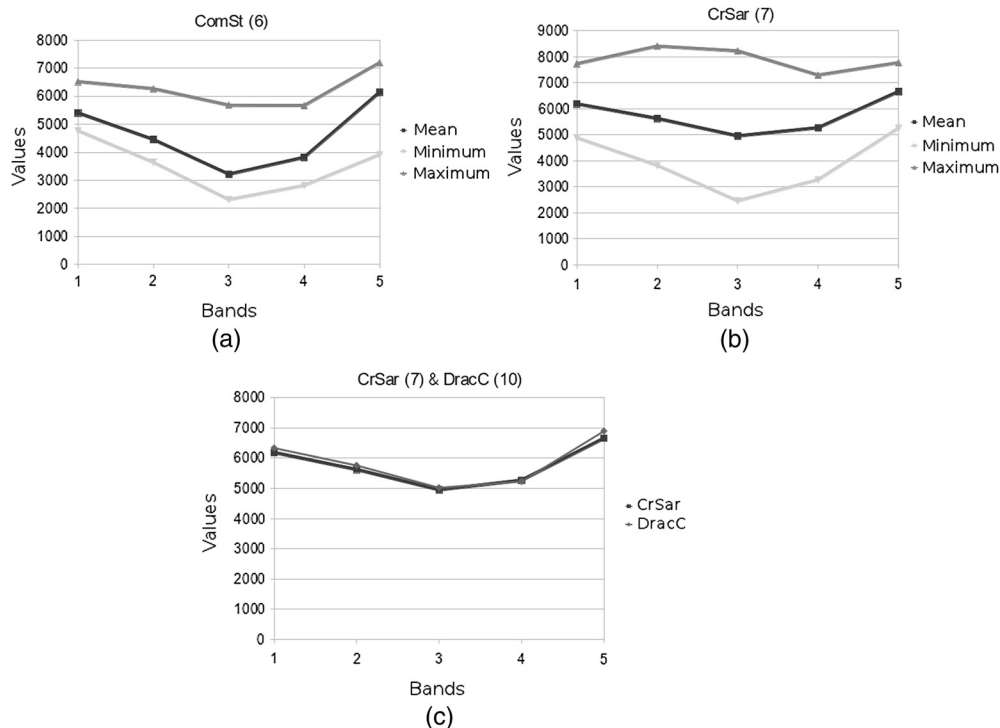 ComSt (6)
8000
7000
6000
5000
4000
3000
2000
1000
0
Values
1 2 3 4 5
Bands
Mean
Minimum
Maximum
(a)
CrSar (7)
9000
8000
7000
6000
5000
4000
3000
2000
1000
0
Values
1 2 3 4 5
Bands
Mean
Minimum
Maximum
(b)
CrSar (7) & DracC (10)
8000
7000
6000
5000
4000
3000
2000
1000
0
Values
1 2 3 4 5
Bands
CrSar
DracC
(c)